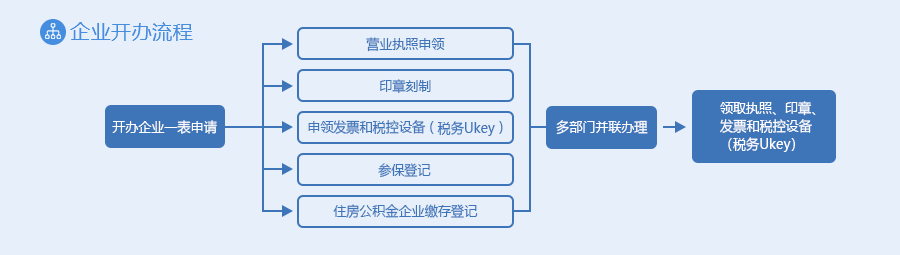 企业开办流程
开办企业一表申请
营业执照申领
印章刻制
申领发票和税控设备（税务Ukey）
参保登记
住房公积金企业缴存登记
多部门并联办理
领取执照、印章、
发票和税控设备
（税务Ukey）